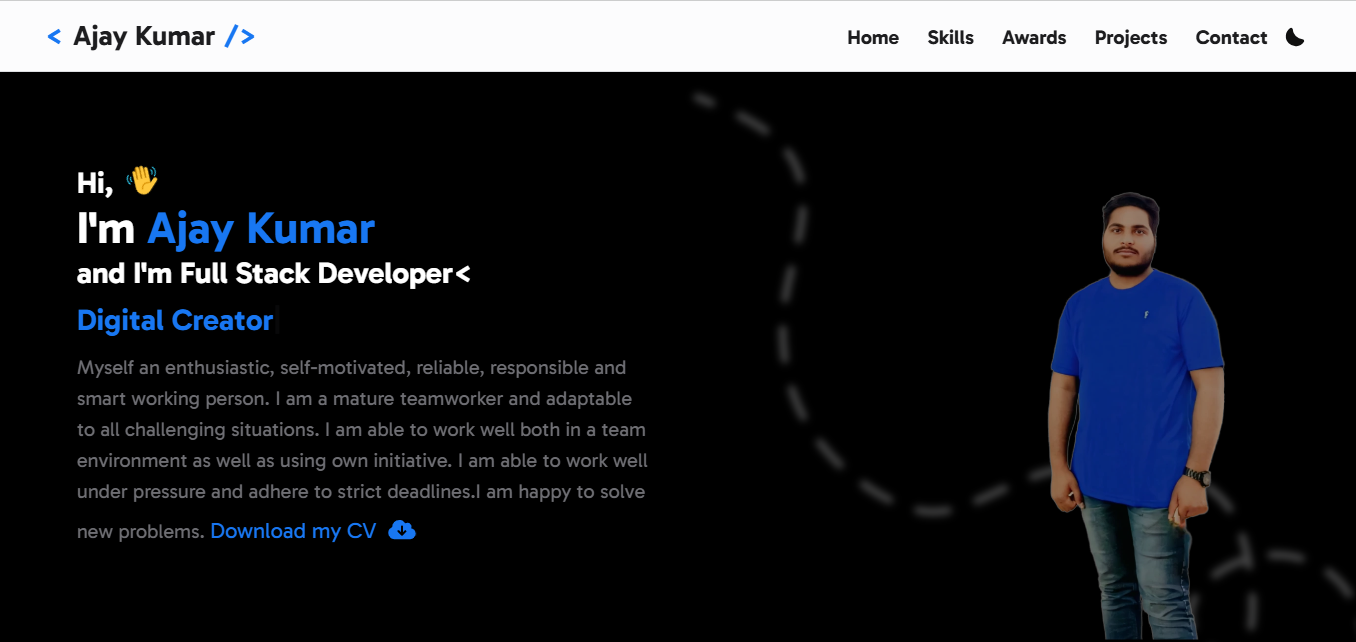 < Ajay Kumar />
Home Skills Awards Projects Contact
Hi, 👋
I'm Ajay Kumar
and I'm Full Stack Developer<
Digital Creator
Myself an enthusiastic, self-motivated, reliable, responsible and
smart working person. I am a mature teamworker and adaptable
to all challenging situations. I am able to work well both in a team
environment as well as using own initiative. I am able to work well
under pressure and adhere to strict deadlines.I am happy to solve
new problems. Download my CV